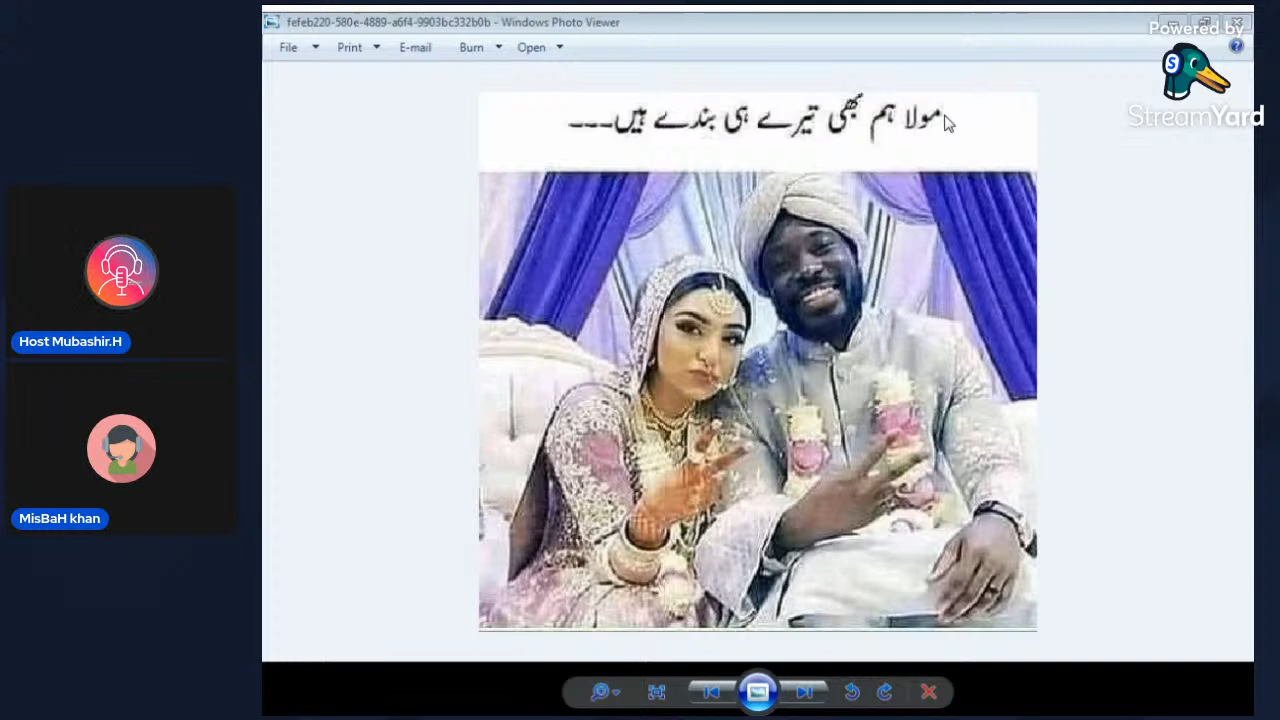 fefeb220-580e-4889-a6f4-9903bc332b0b - Windows Photo Viewer
Powered by
StreamYard
File Print E-mail Burn Open
مولا ہم بھی تیرے ہی بندے ہیں---
Host Mubashir.H
MisBaH khan